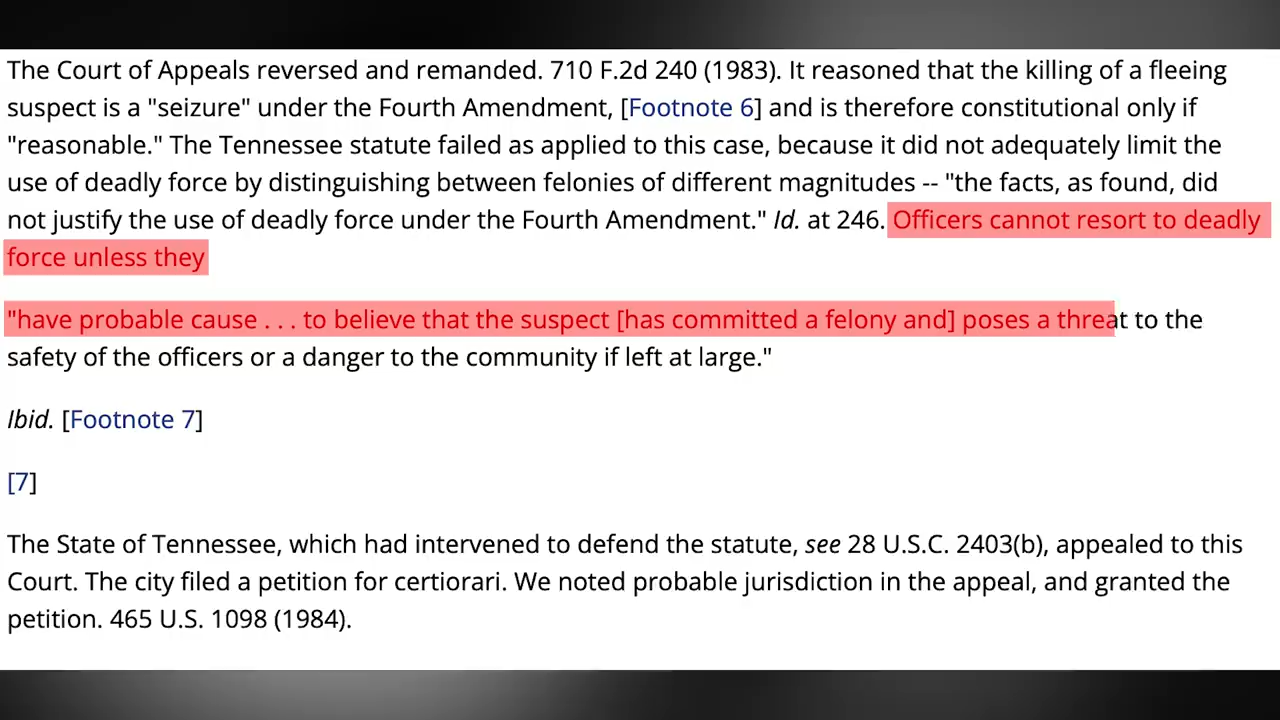 The Court of Appeals reversed and remanded. 710 F.2d 240 (1983). It reasoned that the killing of a fleeing
suspect is a "seizure" under the Fourth Amendment, [Footnote 6] and is therefore constitutional only if
"reasonable." The Tennessee statute failed as applied to this case, because it did not adequately limit the
use of deadly force by distinguishing between felonies of different magnitudes -- "the facts, as found, did
not justify the use of deadly force under the Fourth Amendment." Id. at 246. Officers cannot resort to deadly
force unless they
"have probable cause . . . to believe that the suspect [has committed a felony and] poses a threat to the
safety of the officers or a danger to the community if left at large."
Ibid. [Footnote 7]
[7]
The State of Tennessee, which had intervened to defend the statute, see 28 U.S.C. 2403(b), appealed to this
Court. The city filed a petition for certiorari. We noted probable jurisdiction in the appeal, and granted the
petition. 465 U.S. 1098 (1984).